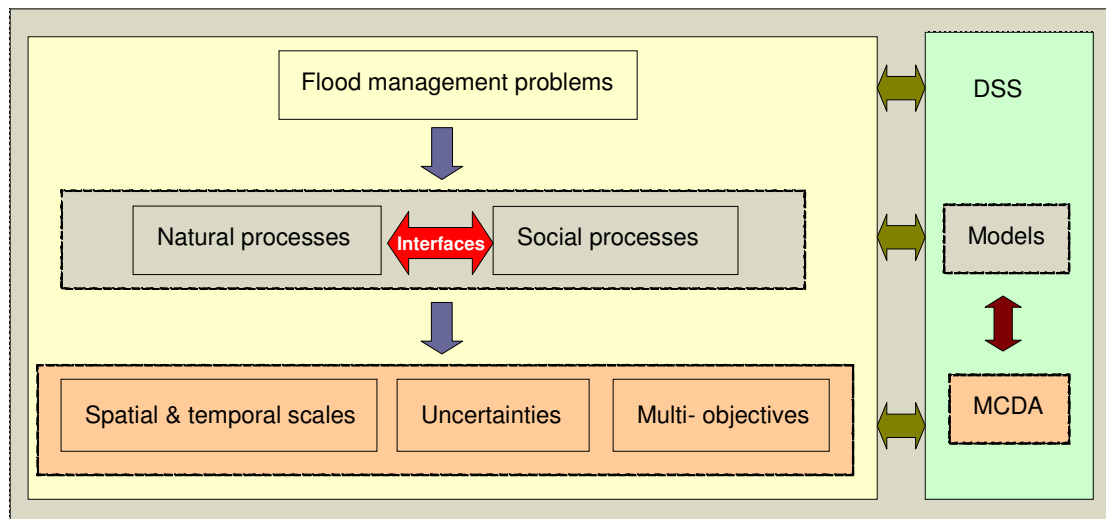 Flood management problems
DSS
Natural processes
Interfaces
Social processes
Models
Spatial & temporal scales
Uncertainties
Multi- objectives
MCDA